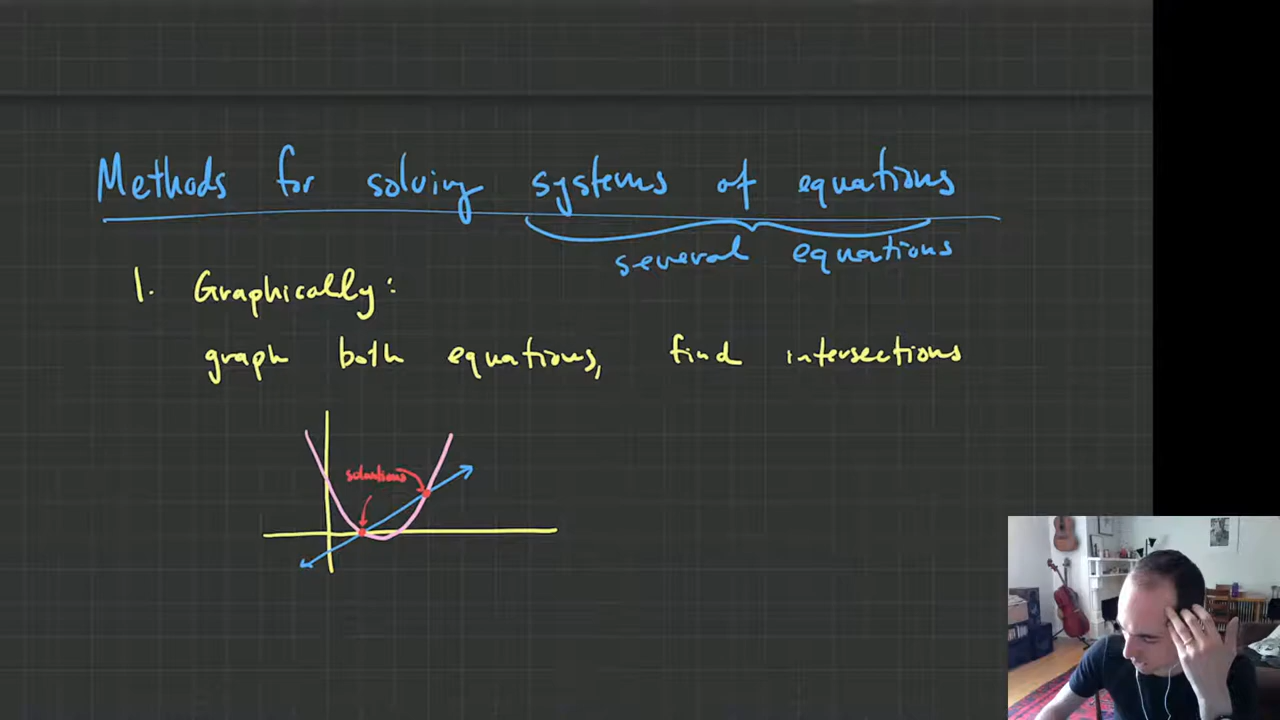 Methods for solving systems of equations
several equations
1. Graphically:
graph both equations, find intersections
solutions